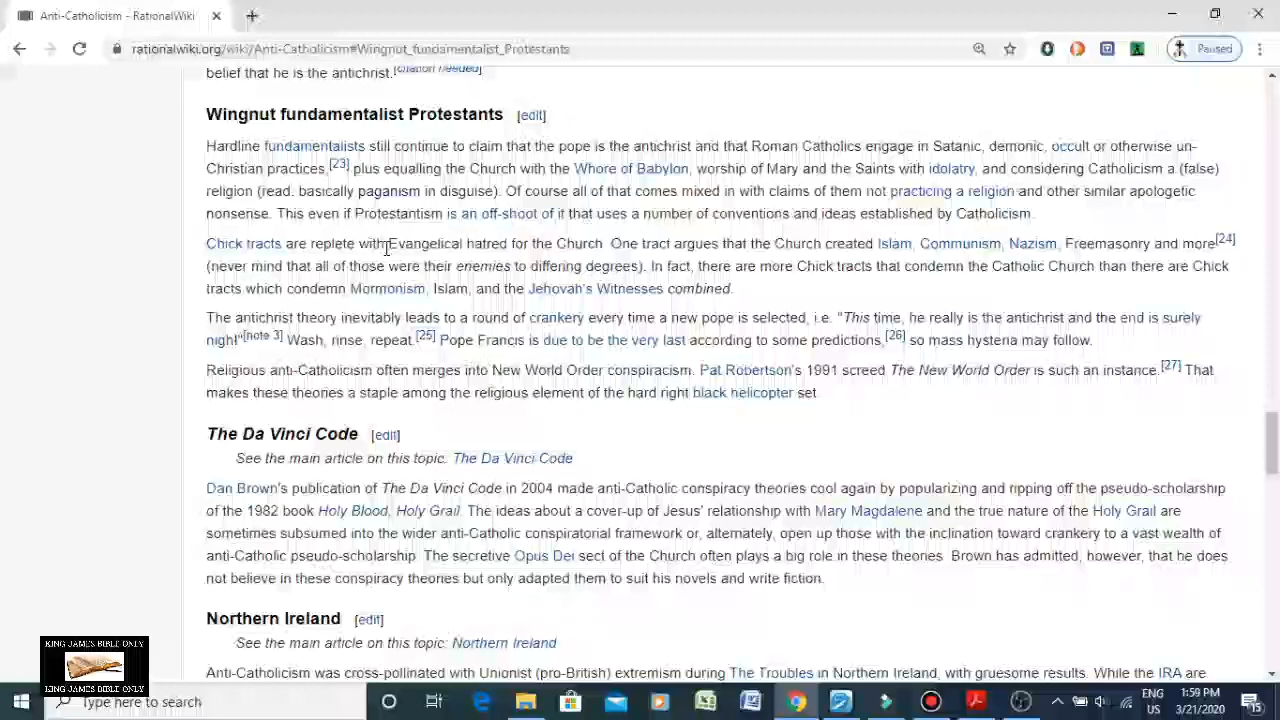 Anti-Catholicism - RationalWiki
rationalwiki.org/wiki/Anti-Catholicism#Wingnut_fundamentalist_Protestants
Paused
belief that he is the antichrist.[citation needed]
Wingnut fundamentalist Protestants [edit]
Hardline fundamentalists still continue to claim that the pope is the antichrist and that Roman Catholics engage in Satanic, demonic, occult or otherwise un-
Christian practices,[23] plus equalling the Church with the Whore of Babylon, worship of Mary and the Saints with idolatry, and considering Catholicism a (false)
religion (read: basically paganism in disguise). Of course all of that comes mixed in with claims of them not practicing a religion and other similar apologetic
nonsense. This even if Protestantism is an off-shoot of it that uses a number of conventions and ideas established by Catholicism.
Chick tracts are replete with Evangelical hatred for the Church. One tract argues that the Church created Islam, Communism, Nazism, Freemasonry and more[24]
(never mind that all of those were their enemies to differing degrees). In fact, there are more Chick tracts that condemn the Catholic Church than there are Chick
tracts which condemn Mormonism, Islam, and the Jehovah's Witnesses combined.
The antichrist theory inevitably leads to a round of crankery every time a new pope is selected, i.e. "This time, he really is the antichrist and the end is surely
nigh!"[note 3] Wash, rinse, repeat.[25] Pope Francis is due to be the very last according to some predictions,[26] so mass hysteria may follow.
Religious anti-Catholicism often merges into New World Order conspiracism. Pat Robertson's 1991 screed The New World Order is such an instance.[27] That
makes these theories a staple among the religious element of the hard right black helicopter set.
The Da Vinci Code [edit]
See the main article on this topic: The Da Vinci Code
Dan Brown's publication of The Da Vinci Code in 2004 made anti-Catholic conspiracy theories cool again by popularizing and ripping off the pseudo-scholarship
of the 1982 book Holy Blood, Holy Grail. The ideas about a cover-up of Jesus' relationship with Mary Magdalene and the true nature of the Holy Grail are
sometimes subsumed into the wider anti-Catholic conspiratorial framework or, alternately, open up those with the inclination toward crankery to a vast wealth of
anti-Catholic pseudo-scholarship. The secretive Opus Dei sect of the Church often plays a big role in these theories. Brown has admitted, however, that he does
not believe in these conspiracy theories but only adapted them to suit his novels and write fiction.
Northern Ireland [edit]
See the main article on this topic: Northern Ireland
Anti-Catholicism was cross-pollinated with Unionist (pro-British) extremism during The Troubles in Northern Ireland, with gruesome results. While the IRA are
KING JAMES BIBLE ONLY
KING JAMES BIBLE ONLY
Type here to search
ENG
US
1:59 PM
3/21/2020
15